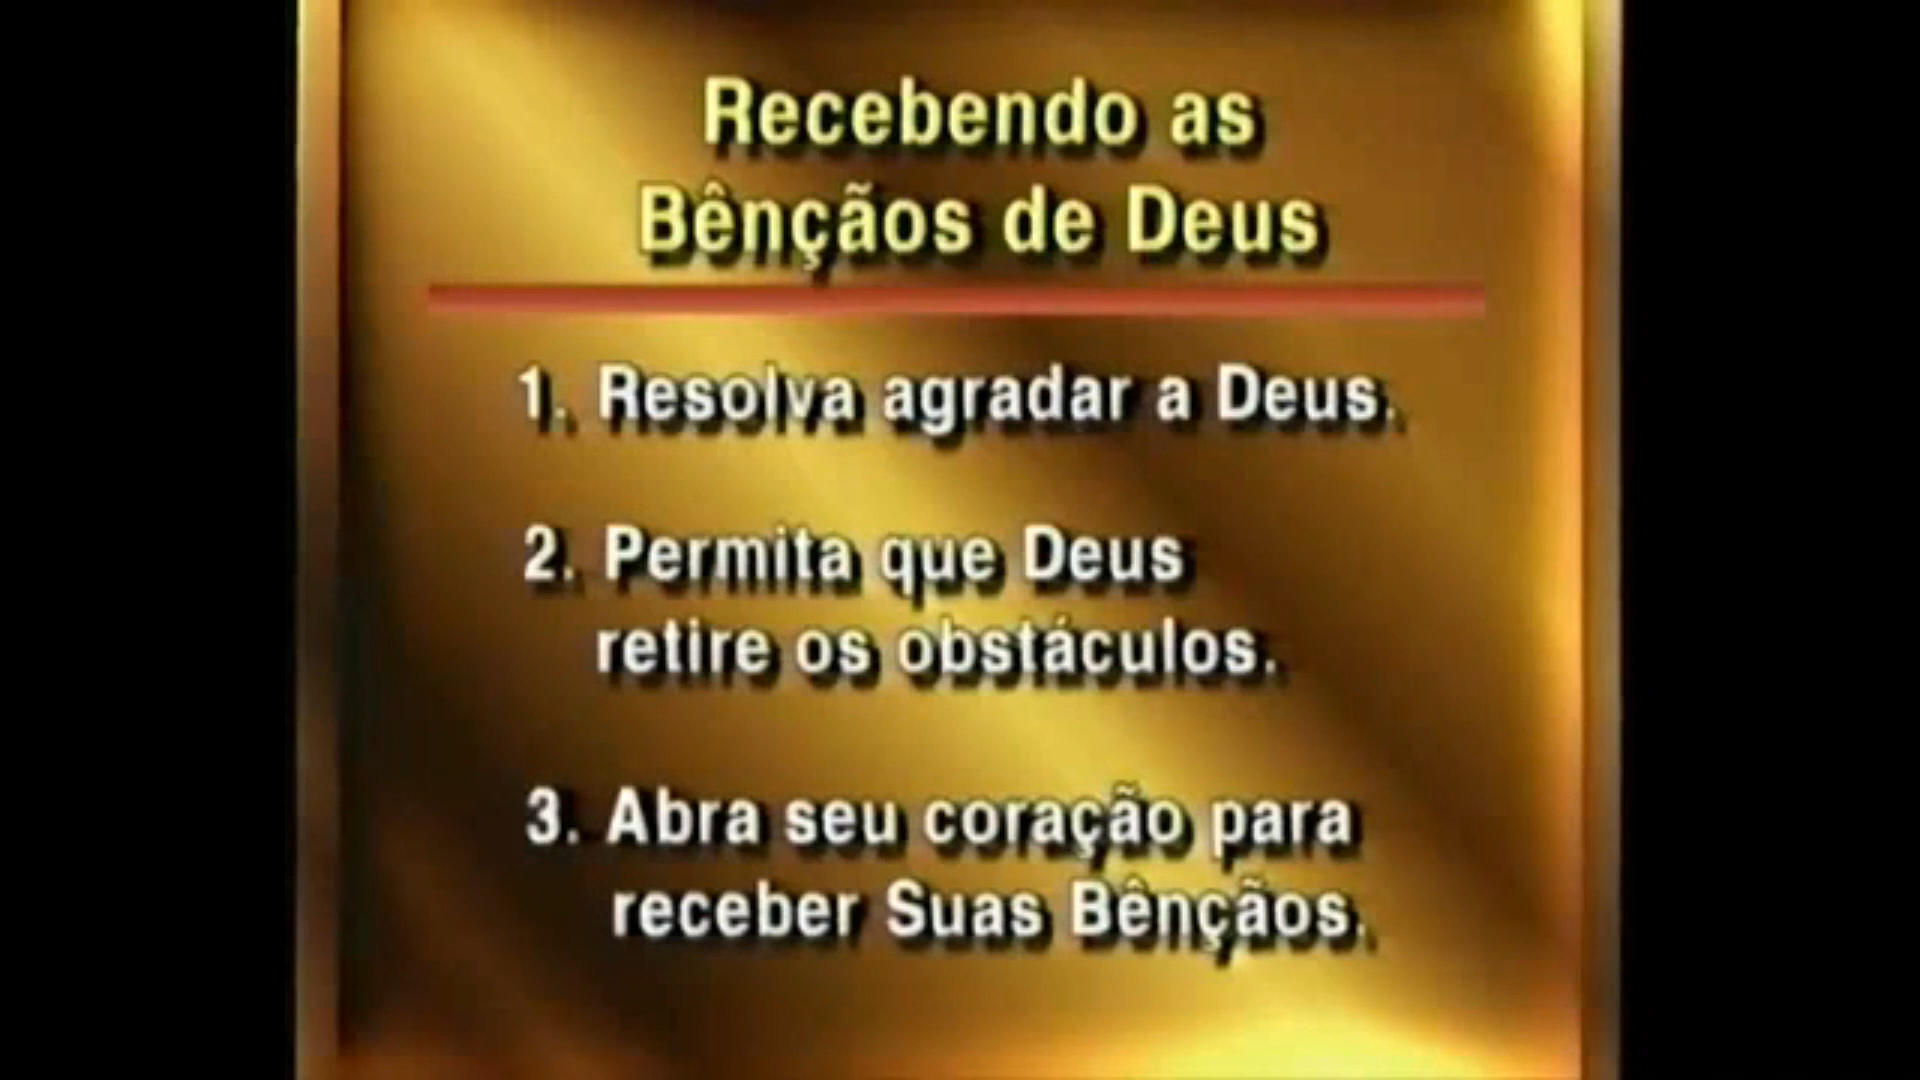 Recebendo as
Bênçãos de Deus
1. Resolva agradar a Deus.
2. Permita que Deus
retire os obstáculos.
3. Abra seu coração para
receber Suas Bênçãos.